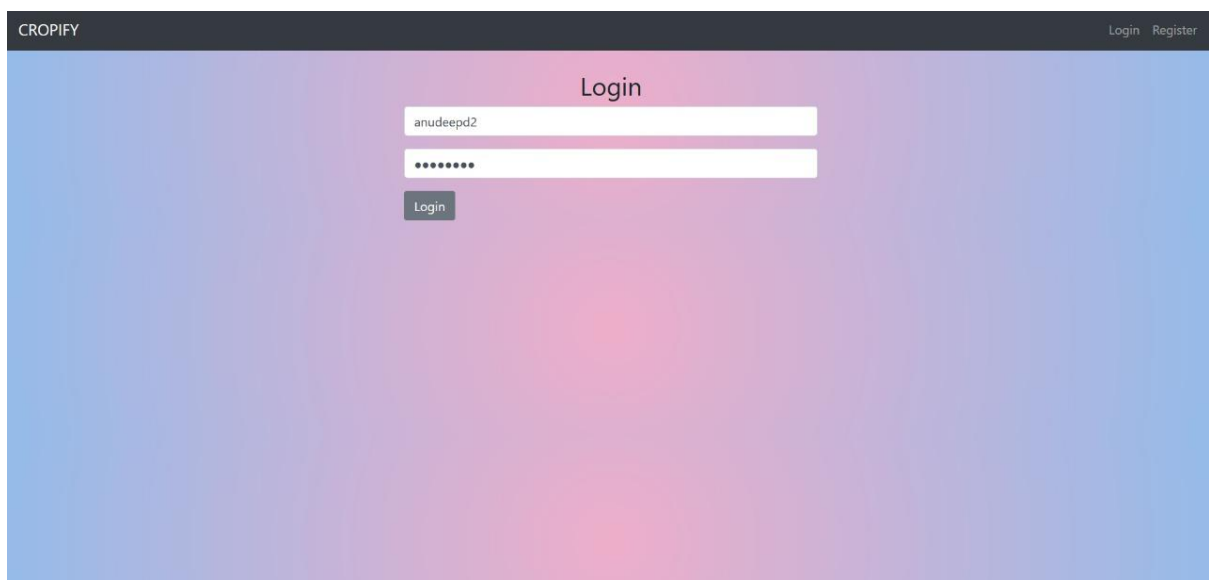 CROPIFY Login Register
Login
anudeepd2
••••••••
Login